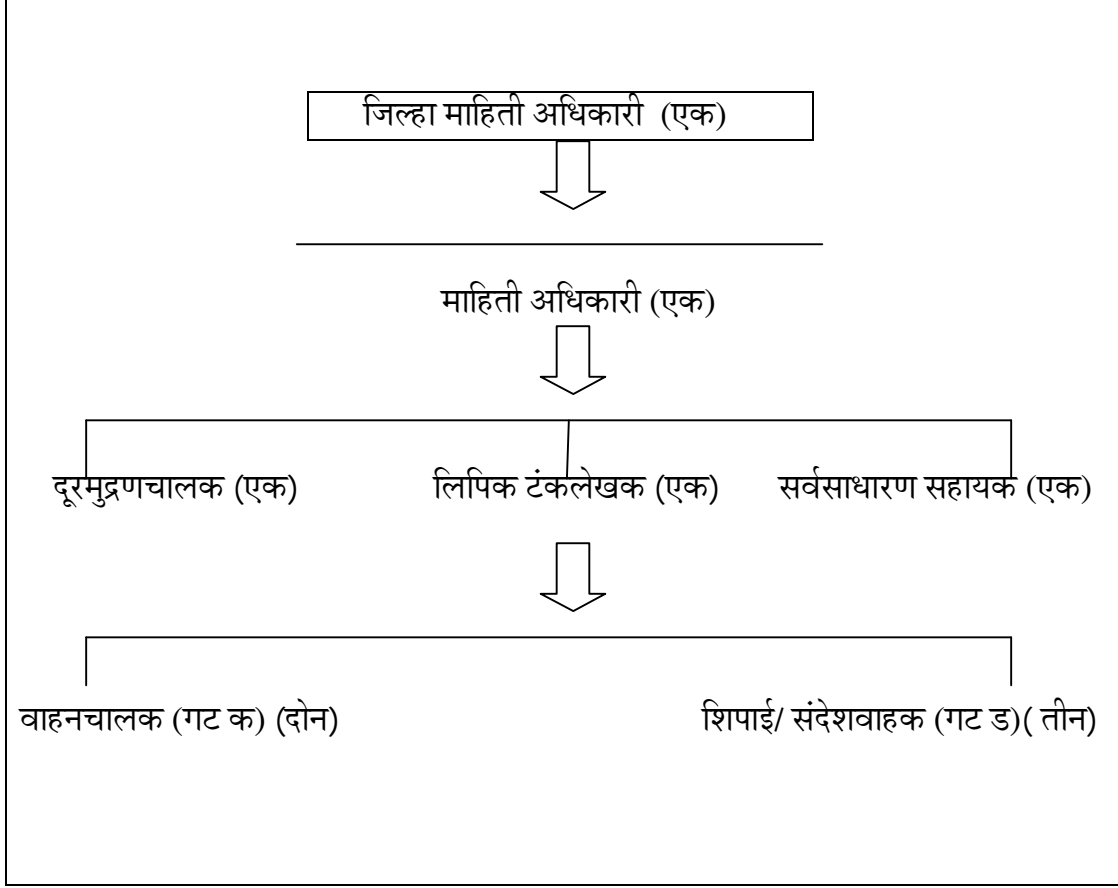 जिल्हा माहिती अधिकारी (एक)
माहिती अधिकारी (एक)
दूरमुद्रणचालक (एक) लिपिक टंकलेखक (एक) सर्वसाधारण सहायक (एक)
वाहनचालक (गट क) (दोन) शिपाई/ संदेशवाहक (गट ड)( तीन)